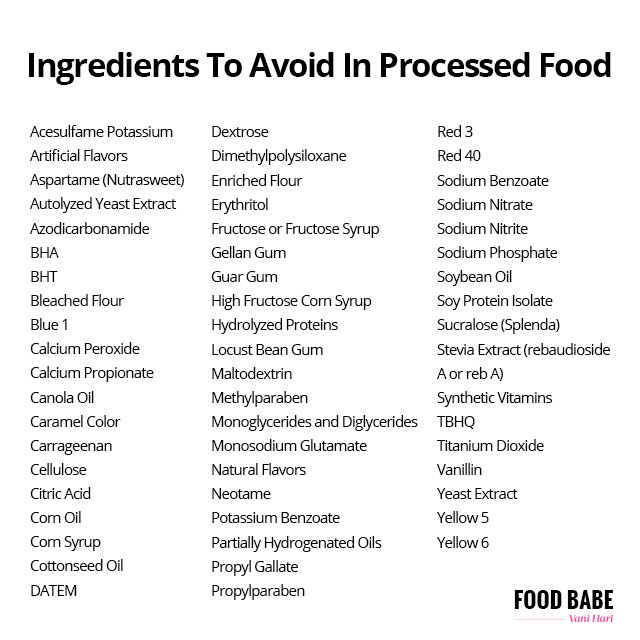 Ingredients To Avoid In Processed Food
Acesulfame Potassium
Artificial Flavors
Aspartame (Nutrasweet)
Autolyzed Yeast Extract
Azodicarbonamide
BHA
BHT
Bleached Flour
Blue 1
Calcium Peroxide
Calcium Propionate
Canola Oil
Caramel Color
Carrageenan
Cellulose
Citric Acid
Corn Oil
Corn Syrup
Cottonseed Oil
DATEM
Dextrose
Dimethylpolysiloxane
Enriched Flour
Erythritol
Fructose or Fructose Syrup
Gellan Gum
Guar Gum
High Fructose Corn Syrup
Hydrolyzed Proteins
Locust Bean Gum
Maltodextrin
Methylparaben
Monoglycerides and Diglycerides
Monosodium Glutamate
Natural Flavors
Neotame
Potassium Benzoate
Partially Hydrogenated Oils
Propyl Gallate
Propylparaben
Red 3
Red 40
Sodium Benzoate
Sodium Nitrate
Sodium Nitrite
Sodium Phosphate
Soybean Oil
Soy Protein Isolate
Sucralose (Splenda)
Stevia Extract (rebaudioside
A or reb A)
Synthetic Vitamins
TBHQ
Titanium Dioxide
Vanillin
Yeast Extract
Yellow 5
Yellow 6
FOOD BABE
Vani Hari